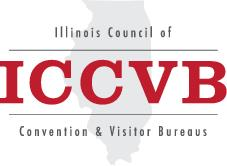 Illinois Council of
ICCVB
Convention & Visitor Bureaus